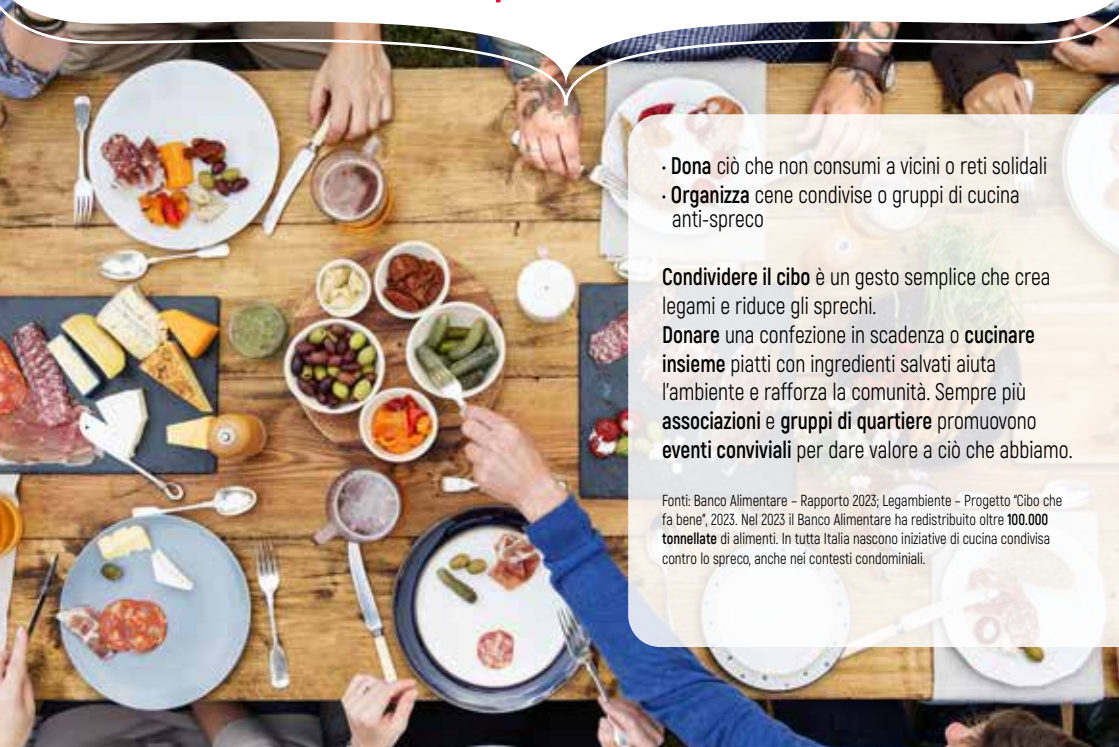 · Dona ciò che non consumi a vicini o reti solidali
· Organizza cene condivise o gruppi di cucina
anti-spreco
Condividere il cibo è un gesto semplice che crea
legami e riduce gli sprechi.
Donare una confezione in scadenza o cucinare
insieme piatti con ingredienti salvati aiuta
l'ambiente e rafforza la comunità. Sempre più
associazioni e gruppi di quartiere promuovono
eventi conviviali per dare valore a ciò che abbiamo.
Fonti: Banco Alimentare – Rapporto 2023; Legambiente – Progetto "Cibo che
fa bene", 2023. Nel 2023 il Banco Alimentare ha redistribuito oltre 100.000
tonnellate di alimenti. In tutta Italia nascono iniziative di cucina condivisa
contro lo spreco, anche nei contesti condominiali.